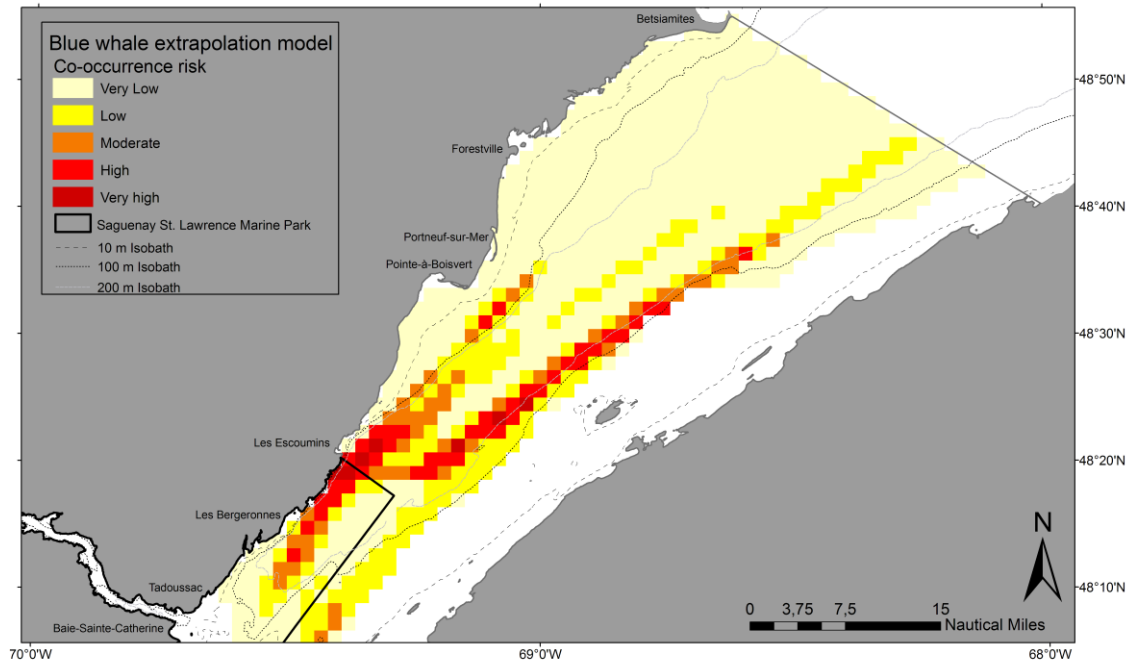 Blue whale extrapolation model
Co-occurrence risk
Very Low
Low
Moderate
High
Very high
Saguenay St. Lawrence Marine Park
10 m Isobath
100 m Isobath
200 m Isobath
Betsiamites
Forestville
Portneuf-sur-Mer
Pointe-à-Boisvert
Les Escoumins
Les Bergeronnes
Tadoussac
Baie-Sainte-Catherine
48°50'N
48°40'N
48°30'N
48°20'N
48°10'N
N
0 3,75 7,5 15
Nautical Miles
70°0'W 69°0'W 68°0'W